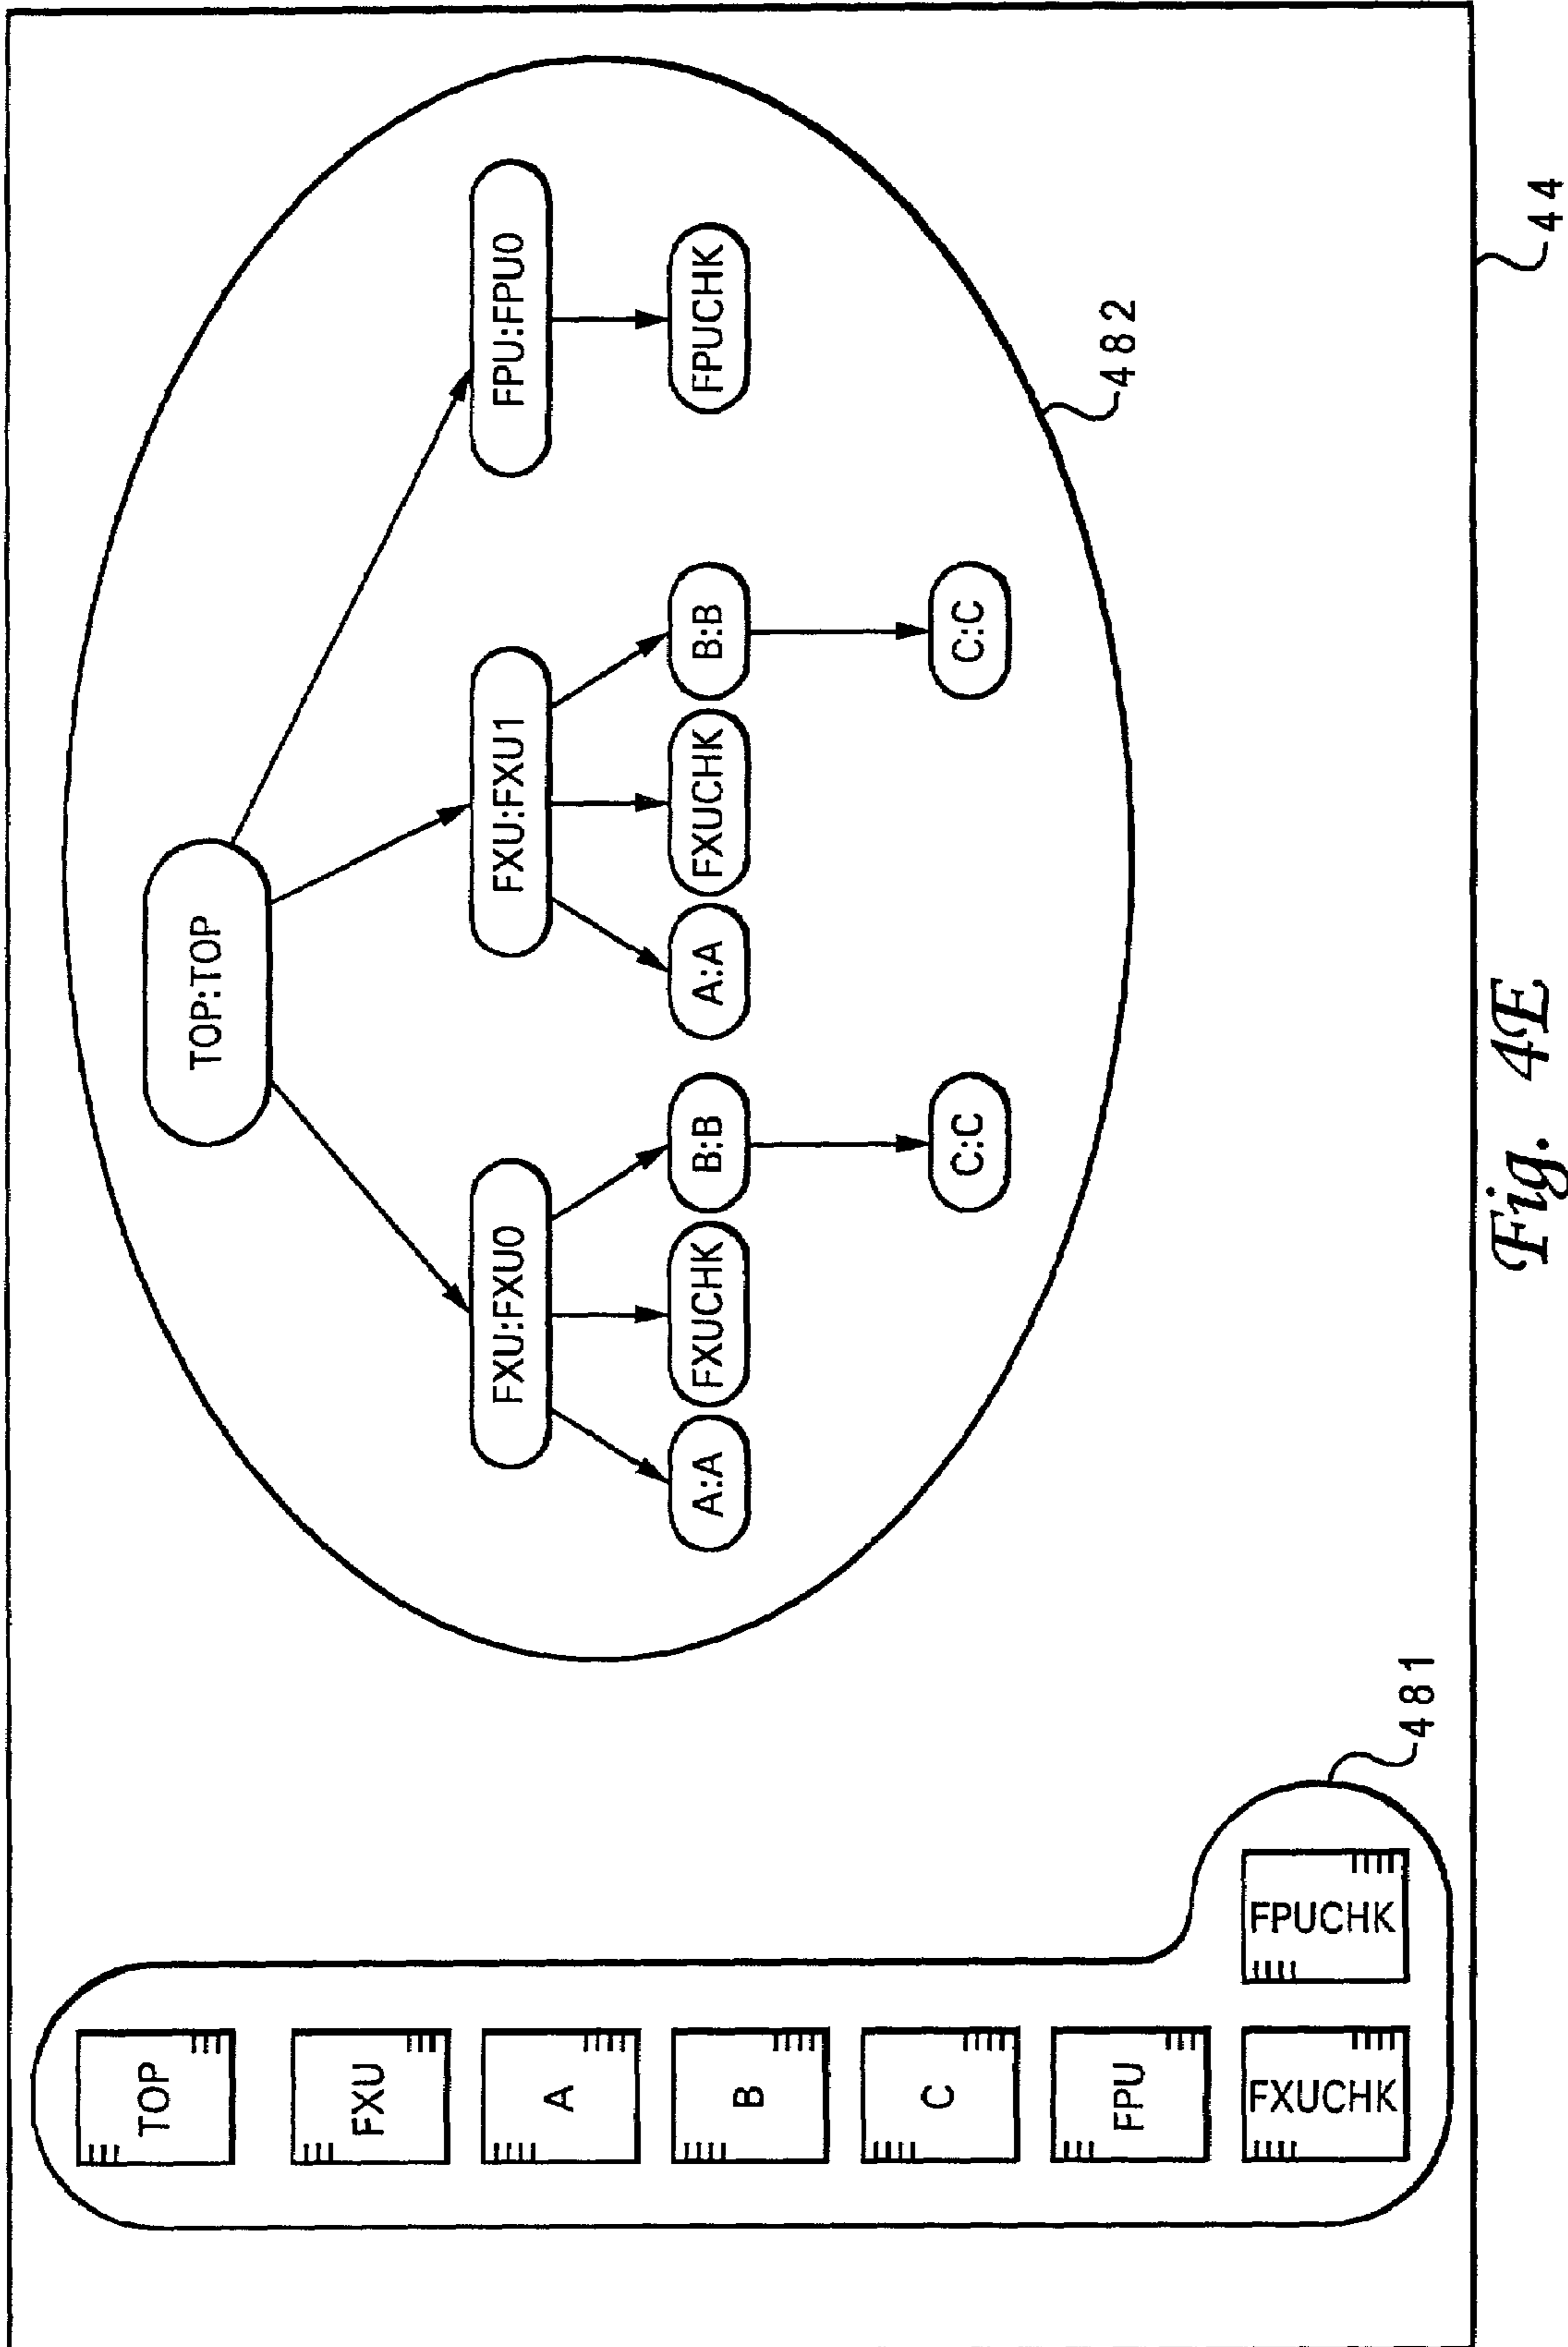 TOP
FXU
A
B
C
FPU
FXUCHK
FPUCHK
481
TOP:TOP
FXU:FXU0
FXU:FXU1
FPU:FPU0
A:A
FXUCHK
B:B
A:A
FXUCHK
B:B
FPUCHK
C:C
C:C
482
44
Fig. 4E